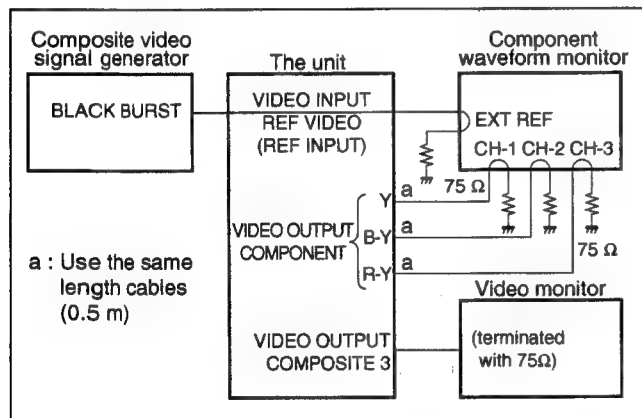 Composite video
signal generator
BLACK BURST
The unit
VIDEO INPUT
REF VIDEO
(REF INPUT)
Component
waveform monitor
EXT REF
CH-1 CH-2 CH-3
75 Ω
Y a
B-Y a
R-Y a
VIDEO OUTPUT
COMPONENT
75 Ω
a : Use the same
length cables
(0.5 m)
VIDEO OUTPUT
COMPOSITE 3
Video monitor
(terminated
with 75Ω)